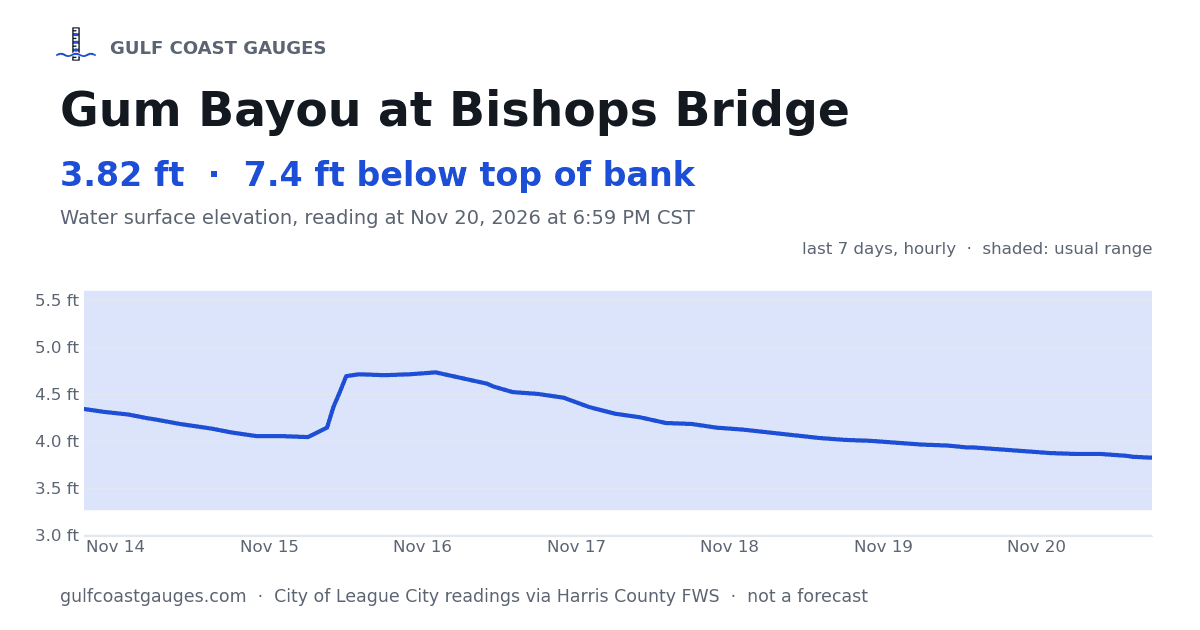 GULF COAST GAUGES
Gum Bayou at Bishops Bridge
3.82 ft · 7.4 ft below top of bank
Water surface elevation, reading at Nov 20, 2026 at 6:59 PM CST
last 7 days, hourly · shaded: usual range
5.5 ft
5.0 ft
4.5 ft
4.0 ft
3.5 ft
3.0 ft
Nov 14 Nov 15 Nov 16 Nov 17 Nov 18 Nov 19 Nov 20
gulfcoastgauges.com · City of League City readings via Harris County FWS · not a forecast